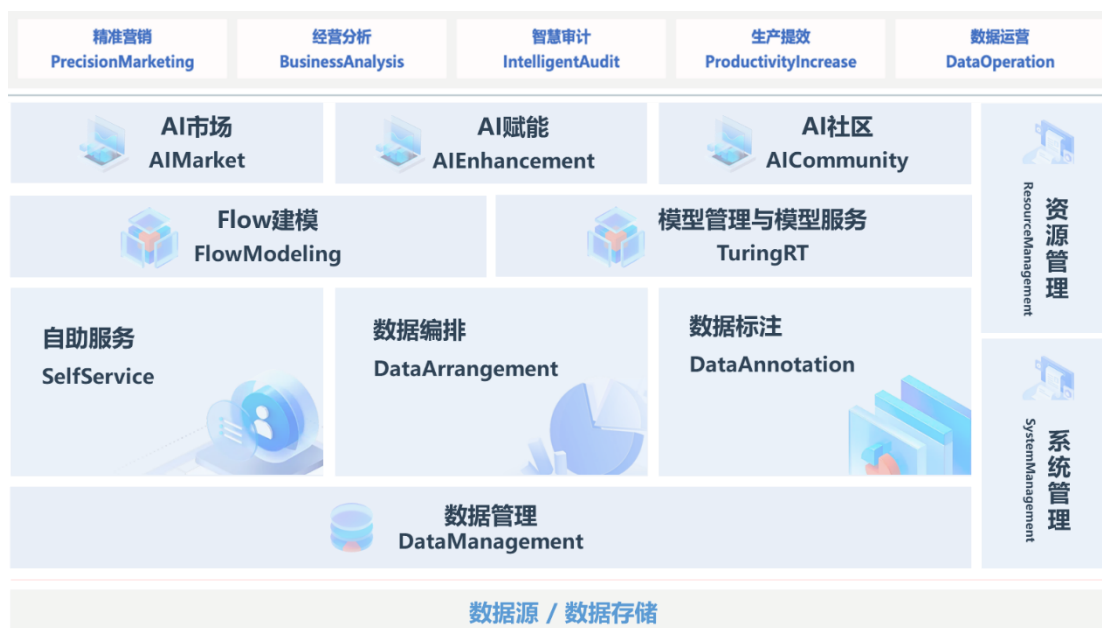 精准营销
PrecisionMarketing
经营分析
BusinessAnalysis
智慧审计
IntelligentAudit
生产提效
ProductivityIncrease
数据运营
DataOperation
AI市场
AIMarket
AI赋能
AIEnhancement
AI社区
AICommunity
Flow建模
FlowModeling
模型管理与模型服务
TuringRT
自助服务
SelfService
数据编排
DataArrangement
数据标注
DataAnnotation
数据管理
DataManagement
资源管理
ResourceManagement
系统管理
SystemManagement
数据源 / 数据存储